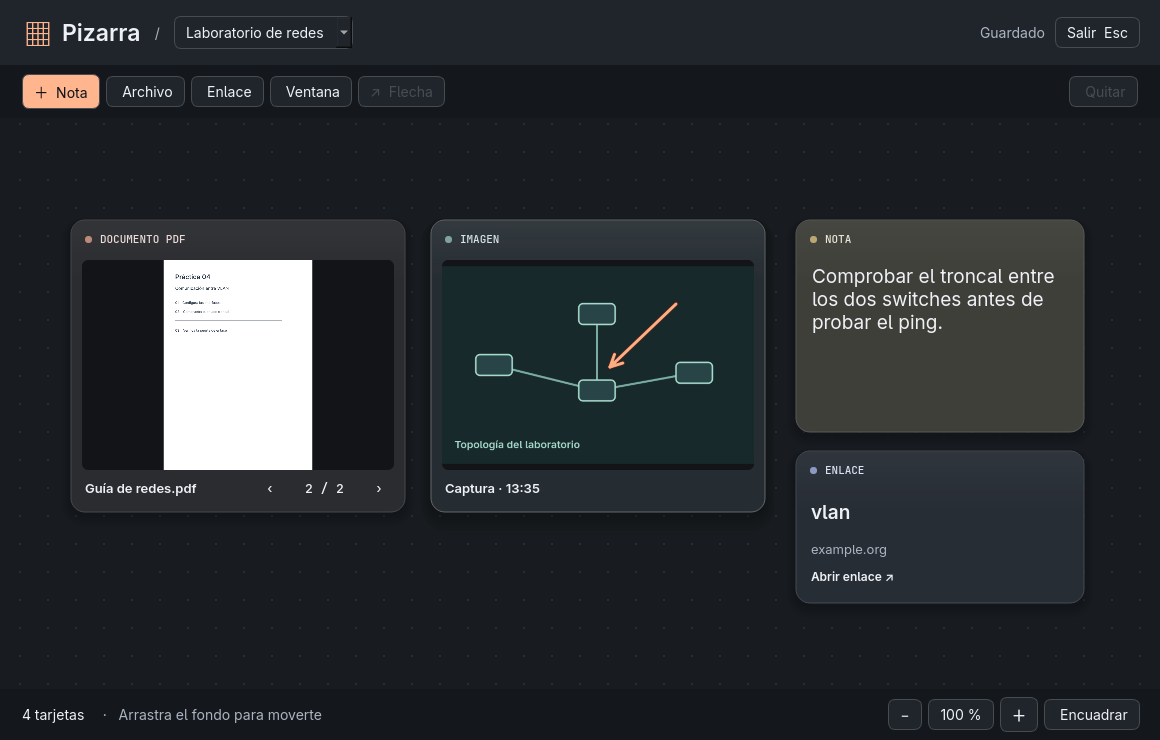 Pizarra / Laboratorio de redes
Guardado
Salir Esc
+ Nota
Archivo
Enlace
Ventana
↗ Flecha
Quitar
DOCUMENTO PDF
Práctica 04
Guía de redes.pdf
‹ 2 / 2 ›
IMAGEN
Topología del laboratorio
Captura · 13:35
NOTA
Comprobar el troncal entre
los dos switches antes de
probar el ping.
ENLACE
vlan
example.org
Abrir enlace ↗
4 tarjetas · Arrastra el fondo para moverte
- 100 % +
Encuadrar